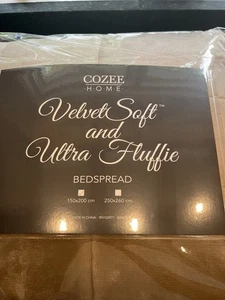 COZEE
HOME
VelvetSoft™
and
Ultra Fluffie
BEDSPREAD
150x200 cm 250x260 cm